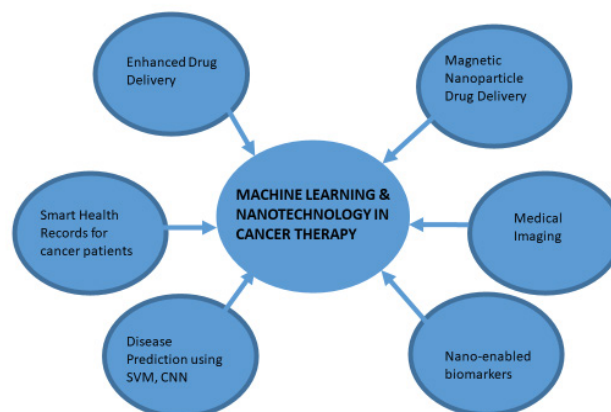 Enhanced Drug
Delivery
Magnetic
Nanoparticle
Drug Delivery
MACHINE LEARNING &
NANOTECHNOLOGY IN
CANCER THERAPY
Smart Health
Records for
cancer patients
Medical
Imaging
Disease
Prediction using
SVM, CNN
Nano-enabled
biomarkers